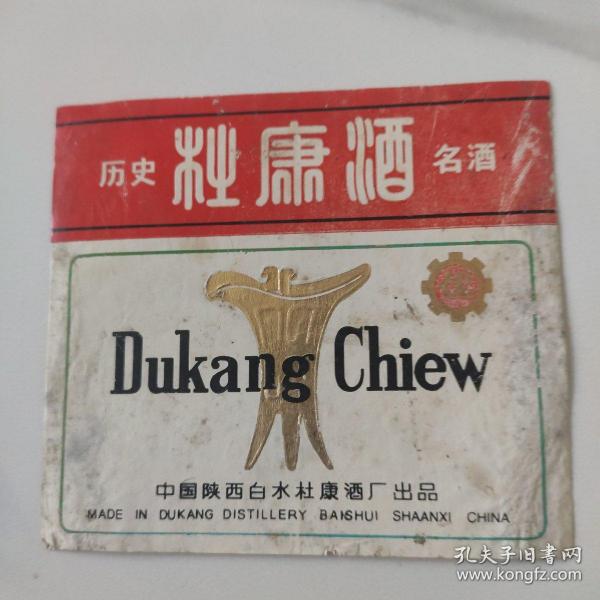 历史 杜康酒 名酒
Dukang Chiew
中国陕西白水杜康酒厂出品
MADE IN DUKANG DISTILLERY BAISHUI SHAANXI CHINA
孔夫子旧书网
www.kongfz.com